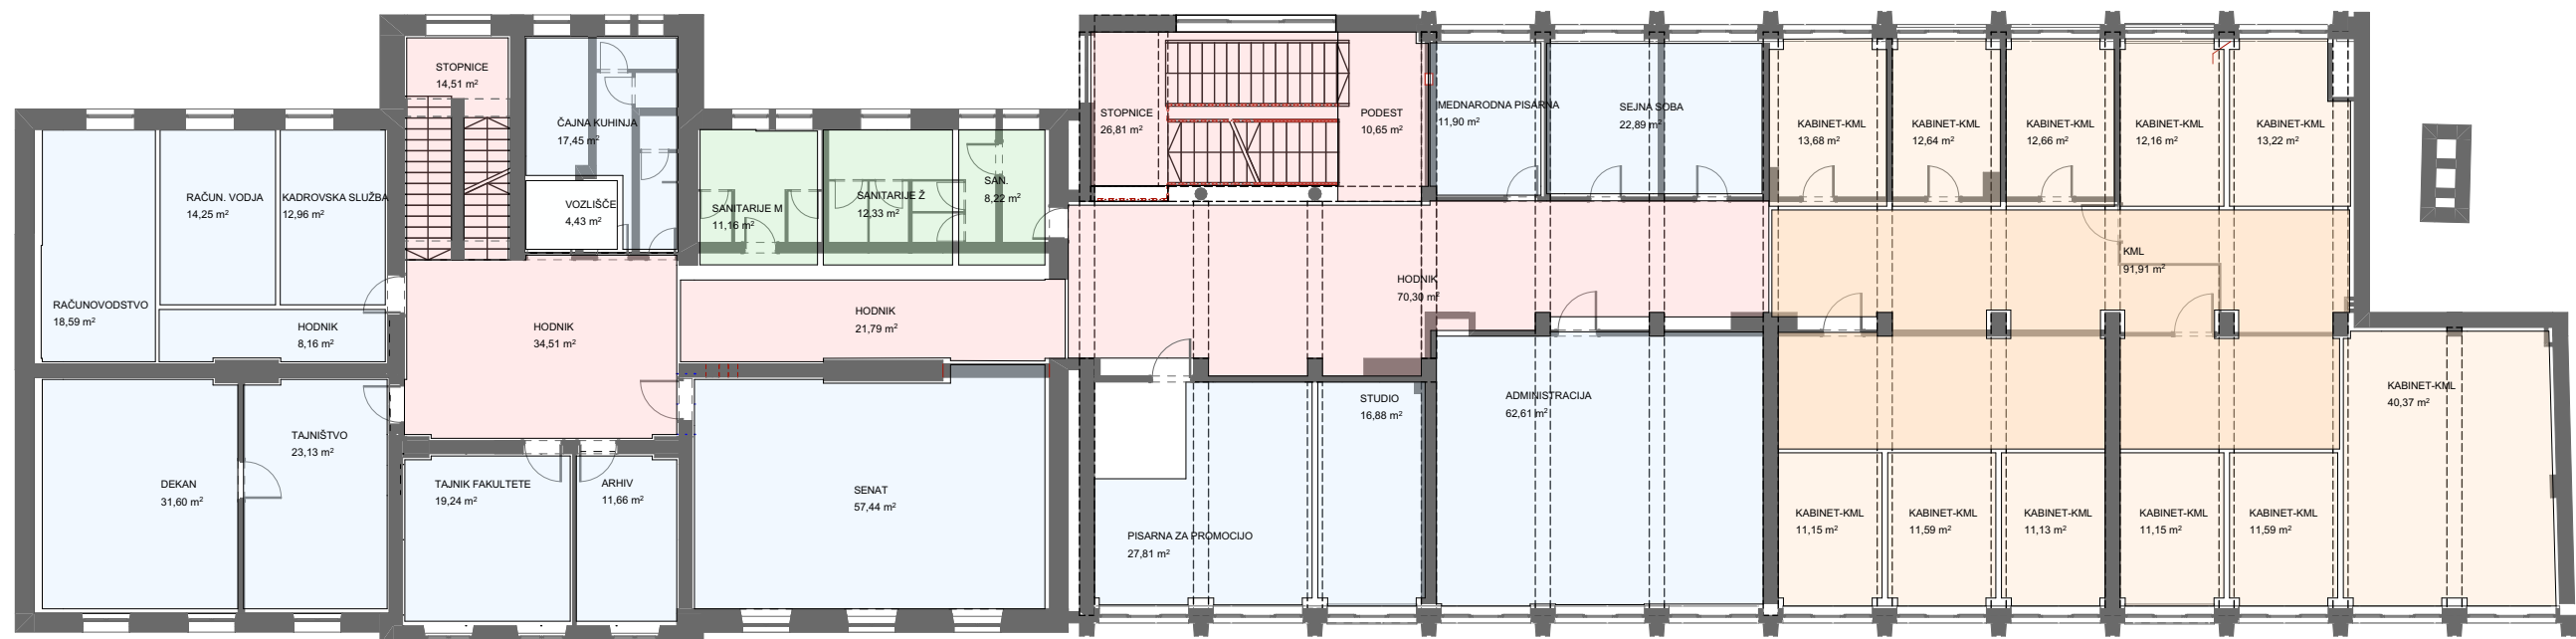 STOPNICE
14,51 m²
ČAJNA KUHINJA
17,45 m²
STOPNICE
26,81 m²
PODEST
10,65 m²
MEDNARODNA PISARNA
11,90 m²
SEJNA SOBA
22,89 m²
KABINET-KML
13,68 m²
KABINET-KML
12,64 m²
KABINET-KML
12,66 m²
KABINET-KML
12,16 m²
KABINET-KML
13,22 m²
RAČUN. VODJA
14,25 m²
KADROVSKA SLUŽBA
12,96 m²
VOZLIŠČE
4,43 m²
SANITARIJE M
11,16 m²
SANITARIJE Ž
12,33 m²
SAN.
8,22 m²
RAČUNOVODSTVO
18,59 m²
HODNIK
8,16 m²
HODNIK
34,51 m²
HODNIK
21,79 m²
HODNIK
70,30 m²
KML
91,91 m²
DEKAN
31,60 m²
TAJNIŠTVO
23,13 m²
TAJNIK FAKULTETE
19,24 m²
ARHIV
11,66 m²
SENAT
57,44 m²
PISARNA ZA PROMOCIJO
27,81 m²
STUDIO
16,88 m²
ADMINISTRACIJA
62,61 m²
KABINET-KML
40,37 m²
KABINET-KML
11,15 m²
KABINET-KML
11,59 m²
KABINET-KML
11,13 m²
KABINET-KML
11,15 m²
KABINET-KML
11,59 m²